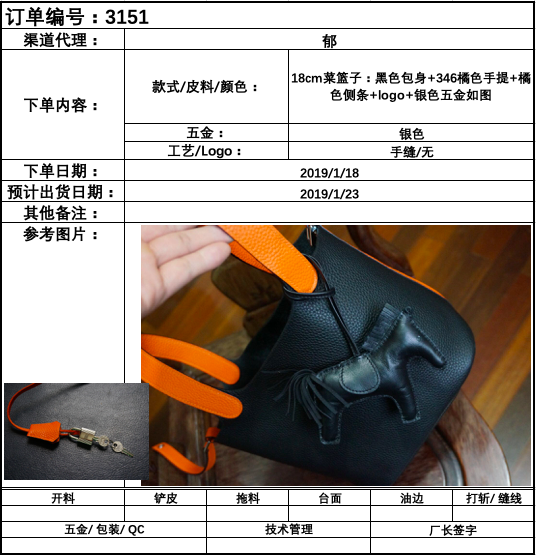 订单编号：3151
渠道代理： 郁
下单内容： 款式/皮料/颜色： 18cm菜篮子：黑色包身+346橘色手提+橘
色侧条+logo+银色五金如图
五金： 银色
工艺/Logo： 手缝/无
下单日期： 2019/1/18
预计出货日期： 2019/1/23
其他备注：
参考图片：
开料 铲皮 拖料 台面 油边 打斩/ 缝线
五金/ 包装/ QC 技术管理 厂长签字